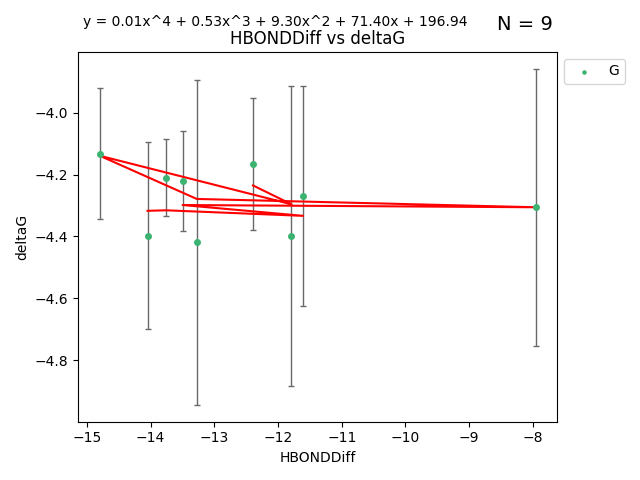 y = 0.01x^4 + 0.53x^3 + 9.30x^2 + 71.40x + 196.94
N = 9
HBONDDiff vs deltaG
G
−4.0
−4.2
−4.4
−4.6
−4.8
deltaG
−15 −14 −13 −12 −11 −10 −9 −8
HBONDDiff